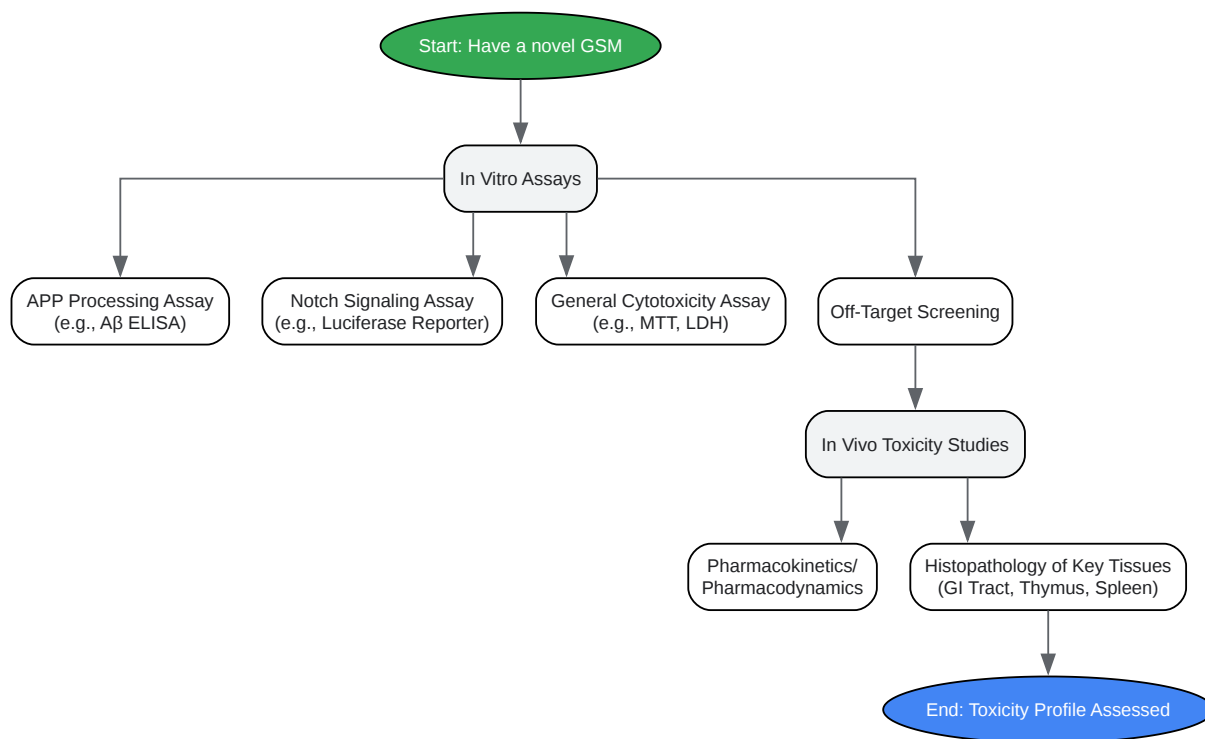 Start: Have a novel GSM
In Vitro Assays
APP Processing Assay
(e.g., Aβ ELISA)
Notch Signaling Assay
(e.g., Luciferase Reporter)
General Cytotoxicity Assay
(e.g., MTT, LDH)
Off-Target Screening
In Vivo Toxicity Studies
Pharmacokinetics/
Pharmacodynamics
Histopathology of Key Tissues
(GI Tract, Thymus, Spleen)
End: Toxicity Profile Assessed